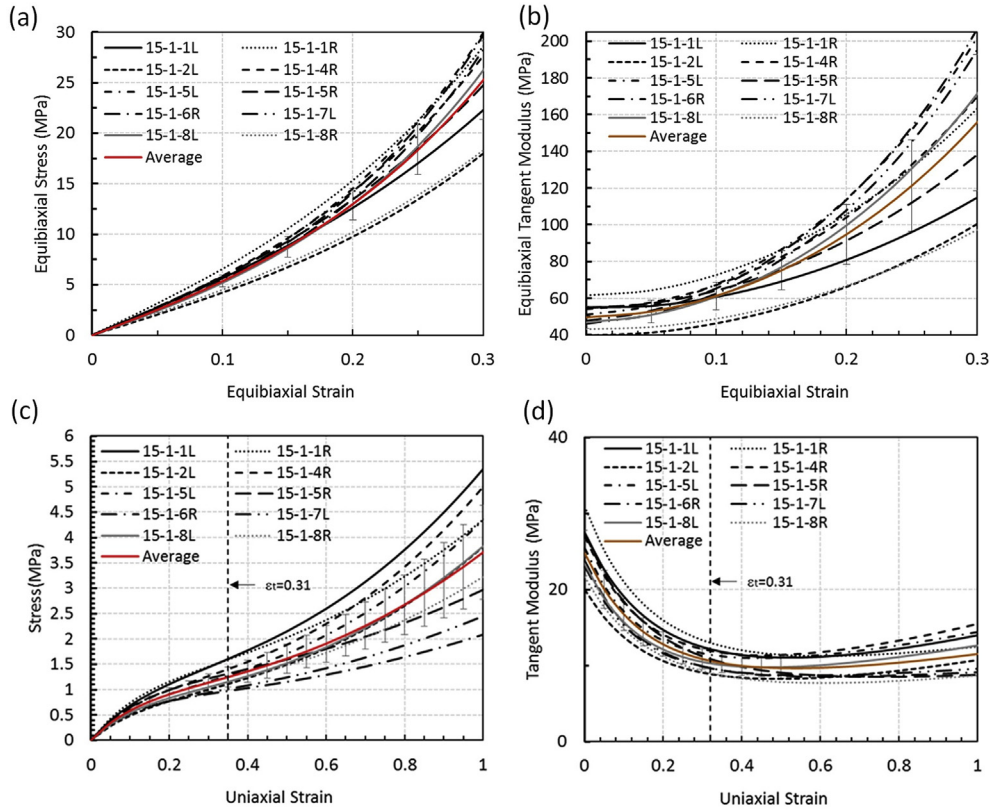 (a)
Equibiaxial Stress (MPa)
30
25
20
15
10
5
0
15-1-1L 15-1-1R
15-1-2L 15-1-4R
15-1-5L 15-1-5R
15-1-6R 15-1-7L
15-1-8L 15-1-8R
Average
0 0.1 0.2 0.3
Equibiaxial Strain
(b)
Equibiaxial Tangent Modulus (MPa)
200
180
160
140
120
100
80
60
40
15-1-1L 15-1-1R
15-1-2L 15-1-4R
15-1-5L 15-1-5R
15-1-6R 15-1-7L
15-1-8L 15-1-8R
Average
0 0.1 0.2 0.3
Equibiaxial Strain
(c)
Stress(MPa)
6
5.5
5
4.5
4
3.5
3
2.5
2
1.5
1
0.5
0
15-1-1L 15-1-1R
15-1-2L 15-1-4R
15-1-5L 15-1-5R
15-1-6R 15-1-7L
15-1-8L 15-1-8R
Average
εt=0.31
0 0.2 0.4 0.6 0.8 1
Uniaxial Strain
(d)
Tangent Modulus (MPa)
40
20
0
15-1-1L 15-1-1R
15-1-2L 15-1-4R
15-1-5L 15-1-5R
15-1-6R 15-1-7L
15-1-8L 15-1-8R
Average
εt=0.31
0 0.2 0.4 0.6 0.8 1
Uniaxial Strain